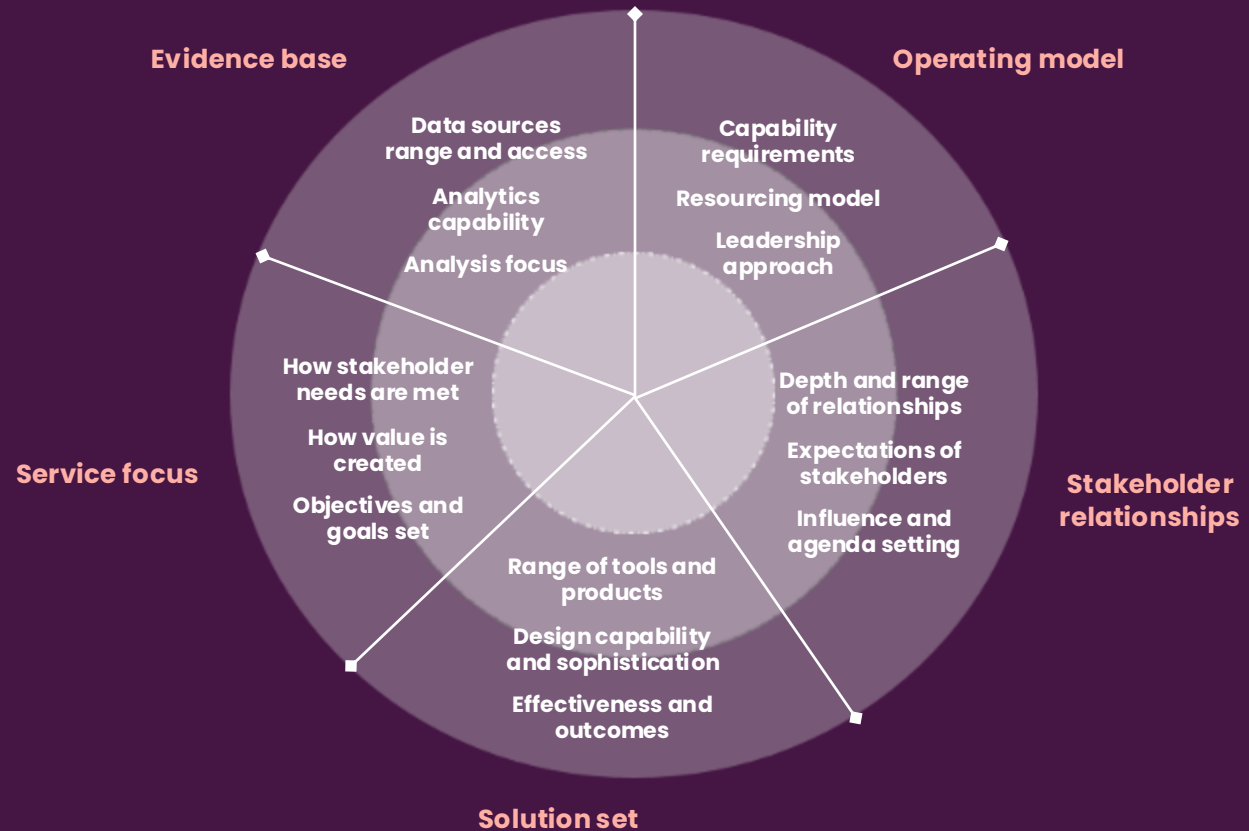 Evidence base
Data sources
range and access
Analytics
capability
Analysis focus
Operating model
Capability
requirements
Resourcing model
Leadership
approach
Stakeholder
relationships
Depth and range
of relationships
Expectations of
stakeholders
Influence and
agenda setting
Solution set
Range of tools and
products
Design capability
and sophistication
Effectiveness and
outcomes
Service focus
How stakeholder
needs are met
How value is
created
Objectives and
goals set